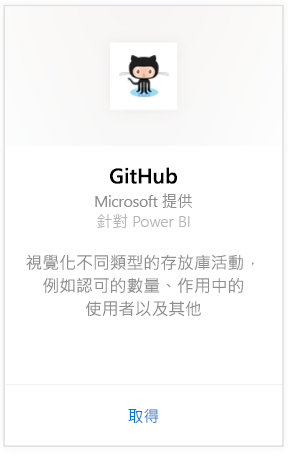 GitHub
Microsoft 提供
針對 Power BI
視覺化不同類型的存放庫活動，
例如認可的數量、作用中的
使用者以及其他
取得